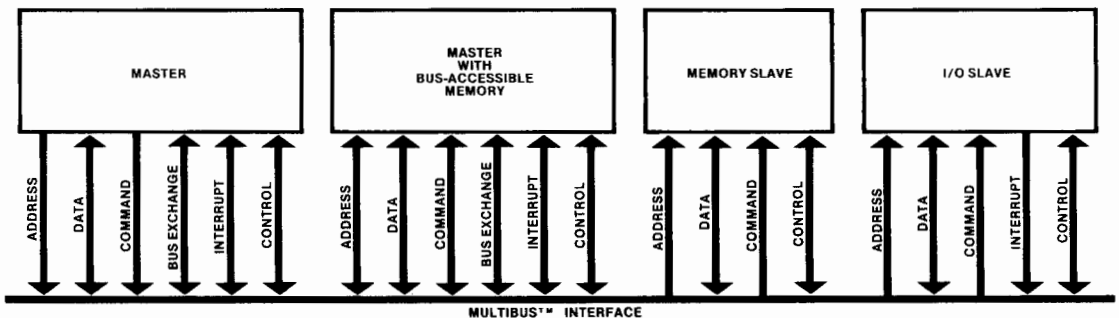 MASTER
MASTER
WITH
BUS-ACCESSIBLE
MEMORY
MEMORY SLAVE
I/O SLAVE
ADDRESS
DATA
COMMAND
BUS EXCHANGE
INTERRUPT
CONTROL
ADDRESS
DATA
COMMAND
BUS EXCHANGE
INTERRUPT
CONTROL
ADDRESS
DATA
COMMAND
CONTROL
ADDRESS
DATA
COMMAND
INTERRUPT
CONTROL
MULTIBUS™ INTERFACE